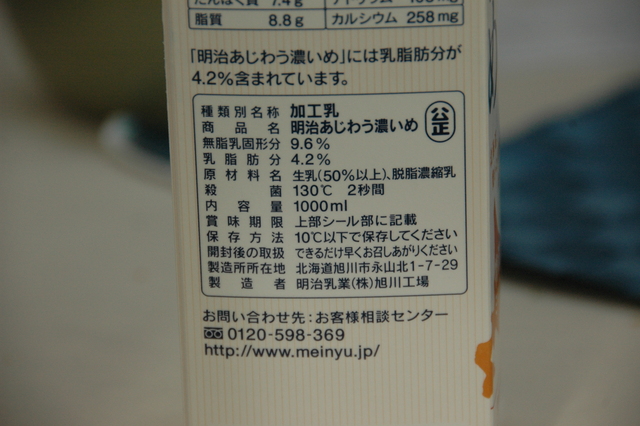 たんぱく質 7.4g
脂質 8.8g カルシウム 258mg
「明治あじわう濃いめ」には乳脂肪分が
4.2%含まれています。
種類別名称 加工乳
商品名 明治あじわう濃いめ
公正
無脂乳固形分 9.6%
乳脂肪分 4.2%
原材料名 生乳(50%以上)、脱脂濃縮乳
殺菌 130℃ 2秒間
内容量 1000ml
賞味期限 上部シール部に記載
保存方法 10℃以下で保存してください
開封後の取扱 できるだけ早くお召しあがりください
製造所所在地 北海道旭川市永山北1-7-29
製造者 明治乳業(株)旭川工場
お問い合わせ先:お客様相談センター
0120-598-369
http://www.meinyu.jp/